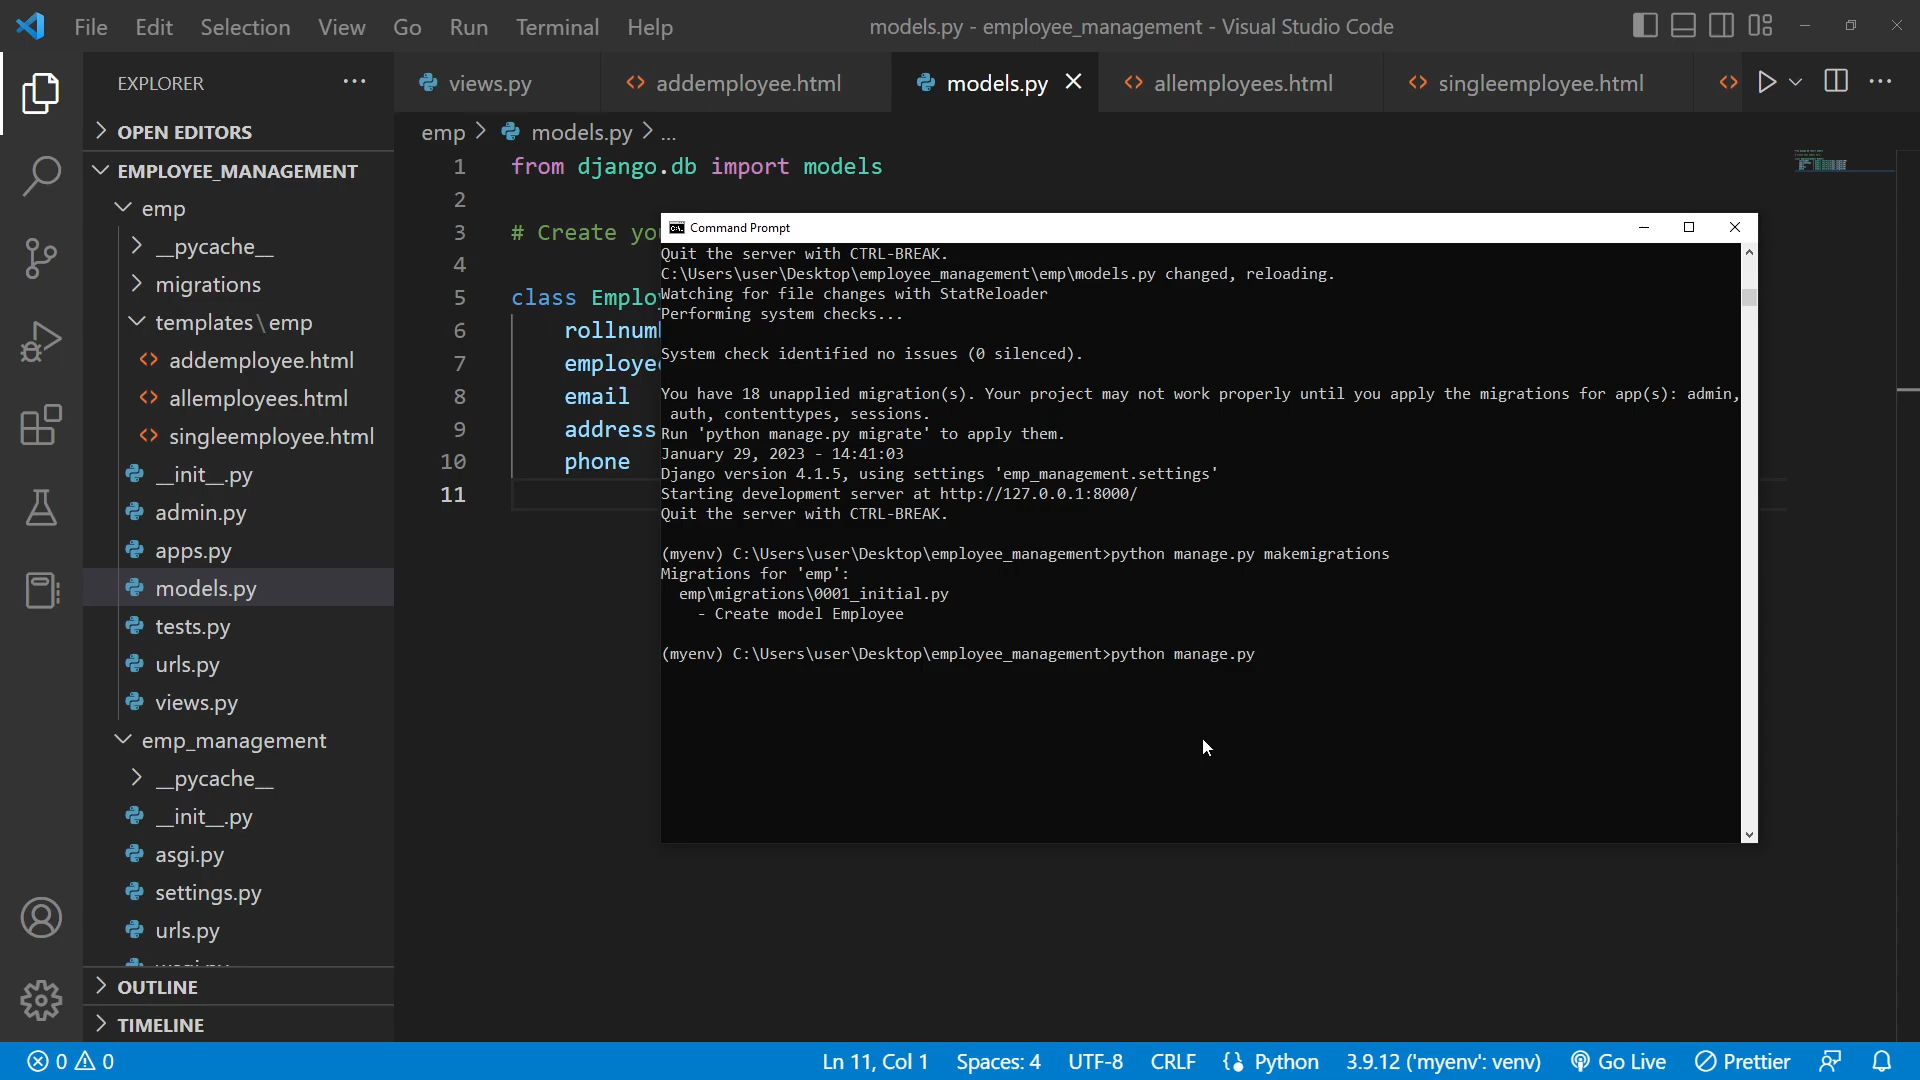 File Edit Selection View Go Run Terminal Help
models.py - employee_management - Visual Studio Code
EXPLORER
OPEN EDITORS
EMPLOYEE_MANAGEMENT
emp
__pycache__
migrations
templates\emp
addemployee.html
allemployees.html
singleemployee.html
__init__.py
admin.py
apps.py
models.py
tests.py
urls.py
views.py
emp_management
__pycache__
__init__.py
asgi.py
settings.py
urls.py
OUTLINE
TIMELINE
views.py addemployee.html models.py allemployees.html singleemployee.html
emp > models.py > ...
1 from django.db import models
2
3 # Create yo
4
5 class Emplo
6 rollnum
7 employe
8 email
9 address
10 phone
11
Command Prompt
Quit the server with CTRL-BREAK.
C:\Users\user\Desktop\employee_management\emp\models.py changed, reloading.
Watching for file changes with StatReloader
Performing system checks...
System check identified no issues (0 silenced).
You have 18 unapplied migration(s). Your project may not work properly until you apply the migrations for app(s): admin,
auth, contenttypes, sessions.
Run 'python manage.py migrate' to apply them.
January 29, 2023 - 14:41:03
Django version 4.1.5, using settings 'emp_management.settings'
Starting development server at http://127.0.0.1:8000/
Quit the server with CTRL-BREAK.
(myenv) C:\Users\user\Desktop\employee_management>python manage.py makemigrations
Migrations for 'emp':
emp\migrations\0001_initial.py
- Create model Employee
(myenv) C:\Users\user\Desktop\employee_management>python manage.py
0 0 Ln 11, Col 1 Spaces: 4 UTF-8 CRLF Python 3.9.12 ('myenv': venv) Go Live Prettier